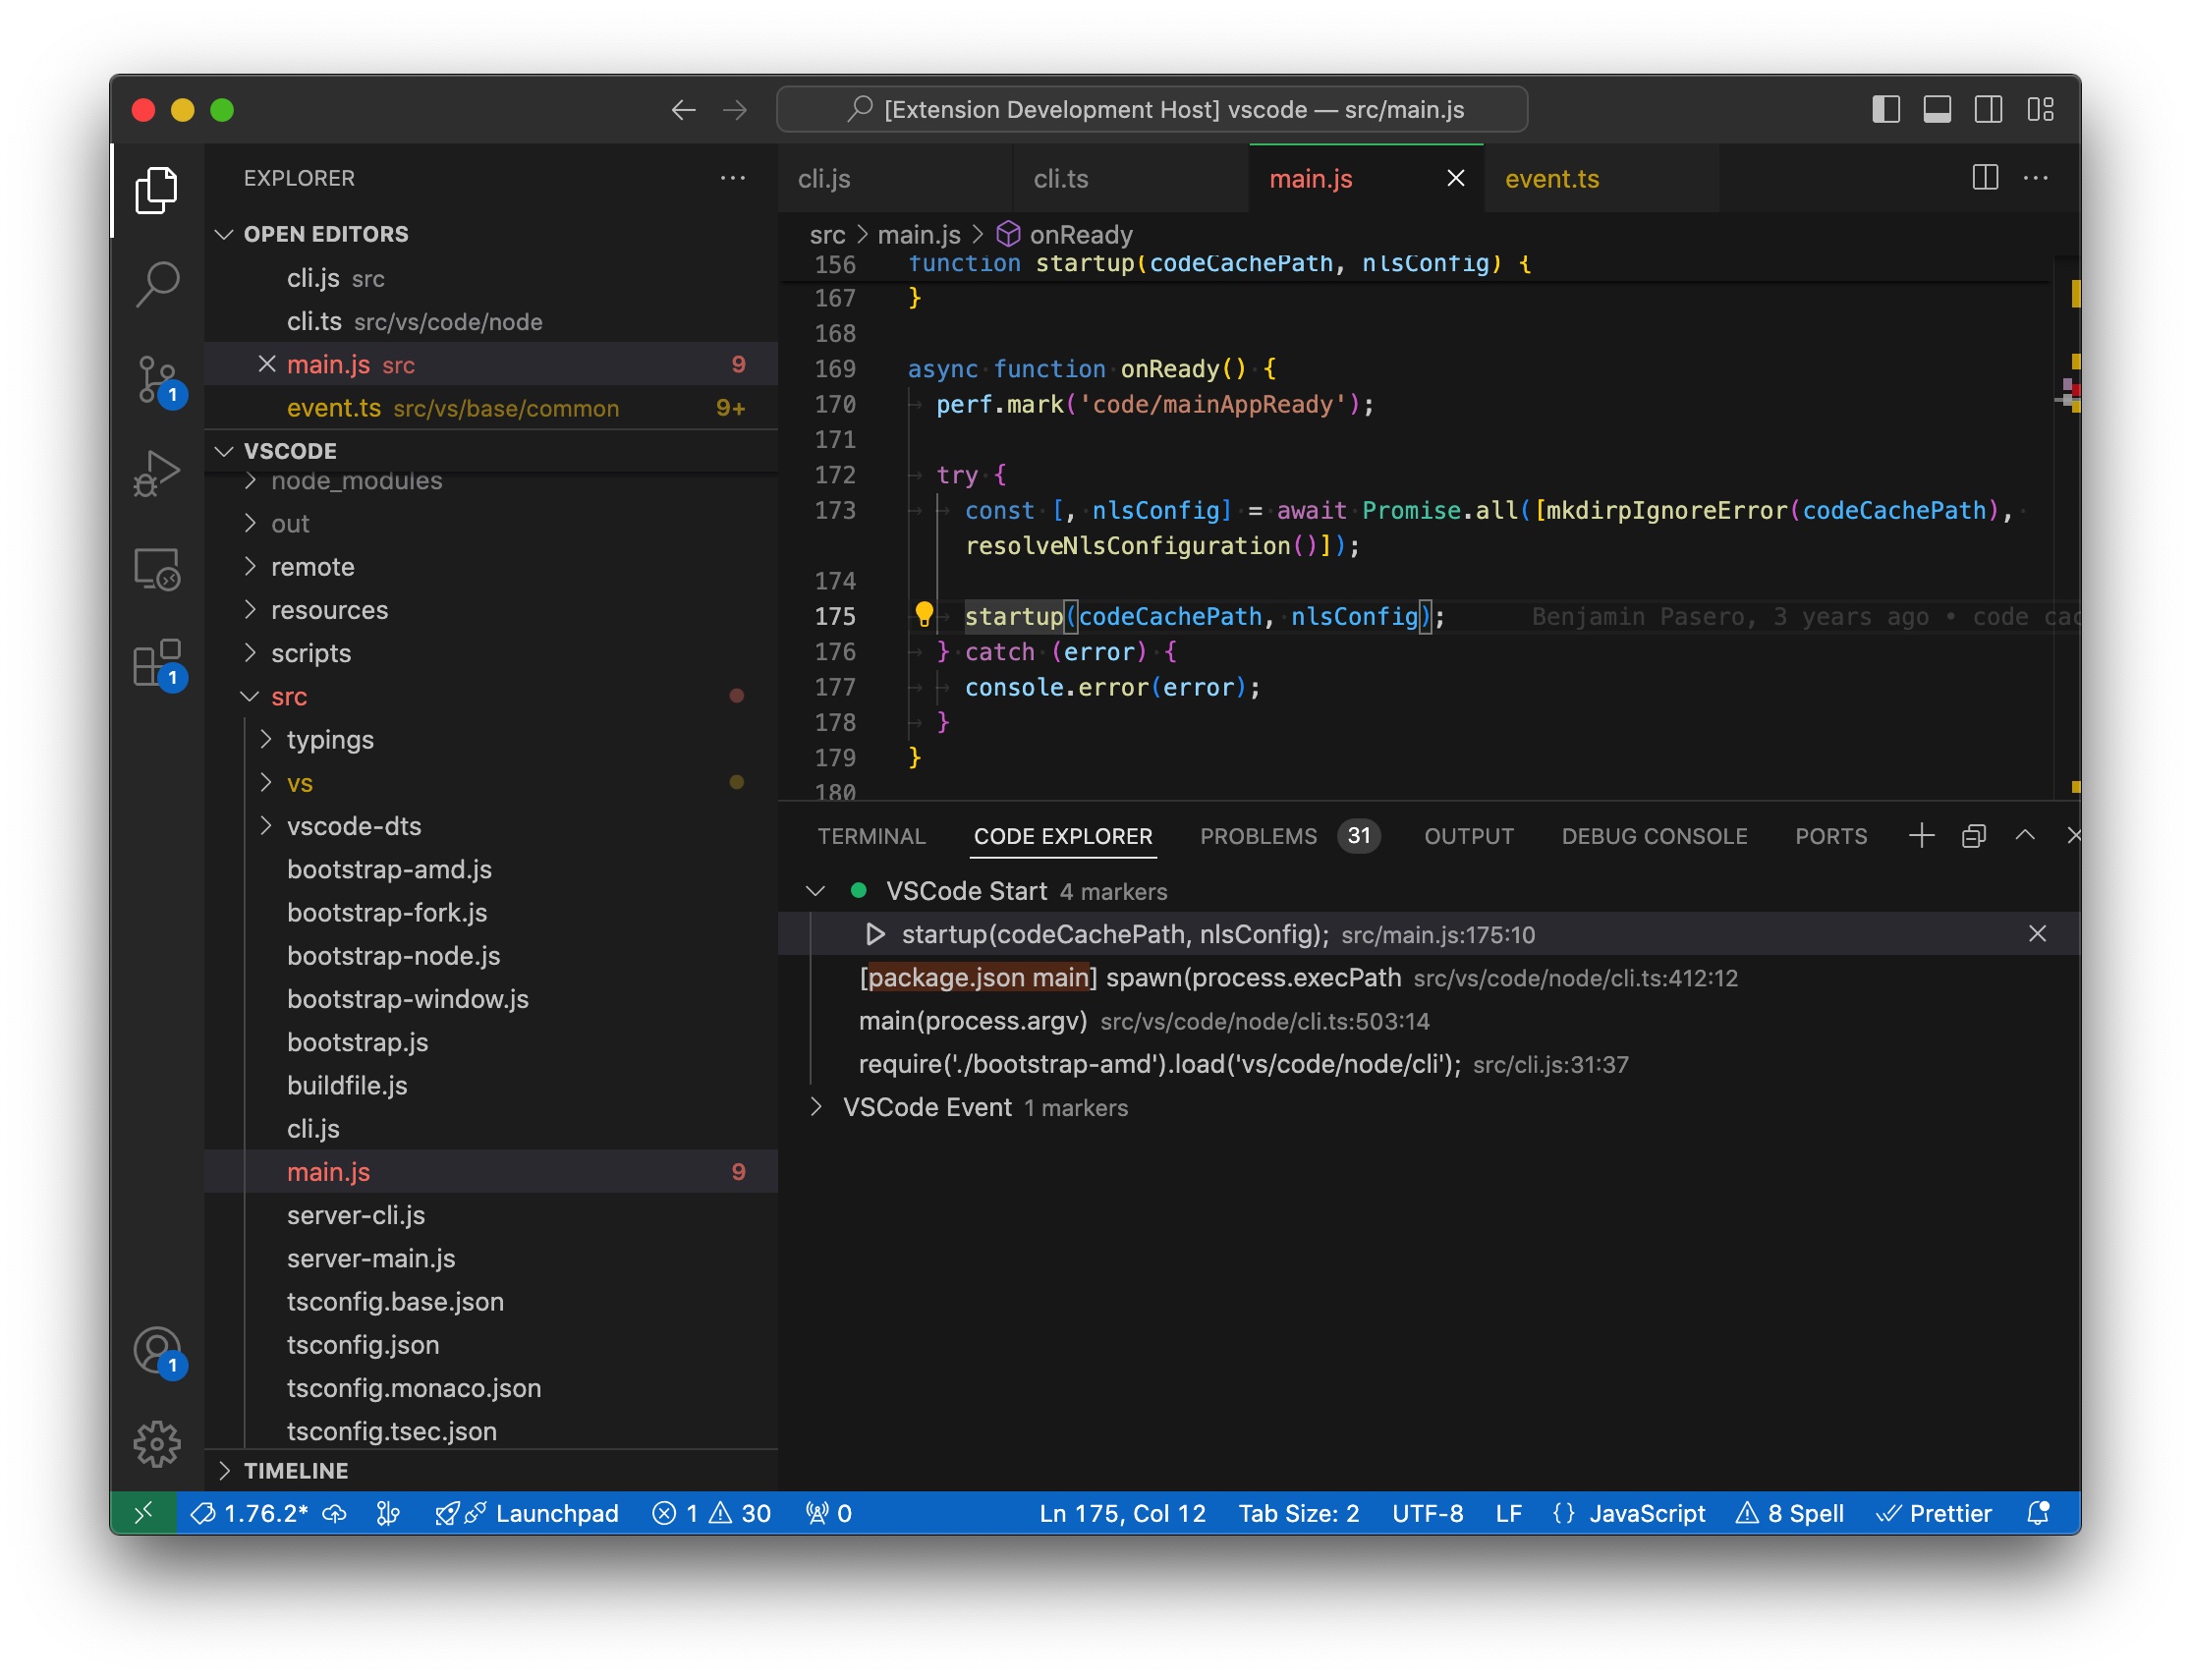 [Extension Development Host] vscode — src/main.js
EXPLORER
OPEN EDITORS
cli.js src
cli.ts src/vs/code/node
main.js src 9
event.ts src/vs/base/common 9+
VSCODE
node_modules
out
remote
resources
scripts
src
typings
vs
vscode-dts
bootstrap-amd.js
bootstrap-fork.js
bootstrap-node.js
bootstrap-window.js
bootstrap.js
buildfile.js
cli.js
main.js 9
server-cli.js
server-main.js
tsconfig.base.json
tsconfig.json
tsconfig.monaco.json
tsconfig.tsec.json
TIMELINE
1
1
1
cli.js cli.ts main.js event.ts
src > main.js > onReady
156 function startup(codeCachePath, nlsConfig) {
167 }
168
169 async function onReady() {
170 perf.mark('code/mainAppReady');
171
172 try {
173 const [, nlsConfig] = await Promise.all([mkdirpIgnoreError(codeCachePath),
resolveNlsConfiguration()]);
174
175 startup(codeCachePath, nlsConfig); Benjamin Pasero, 3 years ago • code cac
176 } catch (error) {
177 console.error(error);
178 }
179 }
180
TERMINAL CODE EXPLORER PROBLEMS 31 OUTPUT DEBUG CONSOLE PORTS
VSCode Start 4 markers
startup(codeCachePath, nlsConfig); src/main.js:175:10
[package.json main] spawn(process.execPath src/vs/code/node/cli.ts:412:12
main(process.argv) src/vs/code/node/cli.ts:503:14
require('./bootstrap-amd').load('vs/code/node/cli'); src/cli.js:31:37
VSCode Event 1 markers
1.76.2* Launchpad 1 30 0 Ln 175, Col 12 Tab Size: 2 UTF-8 LF {} JavaScript 8 Spell Prettier